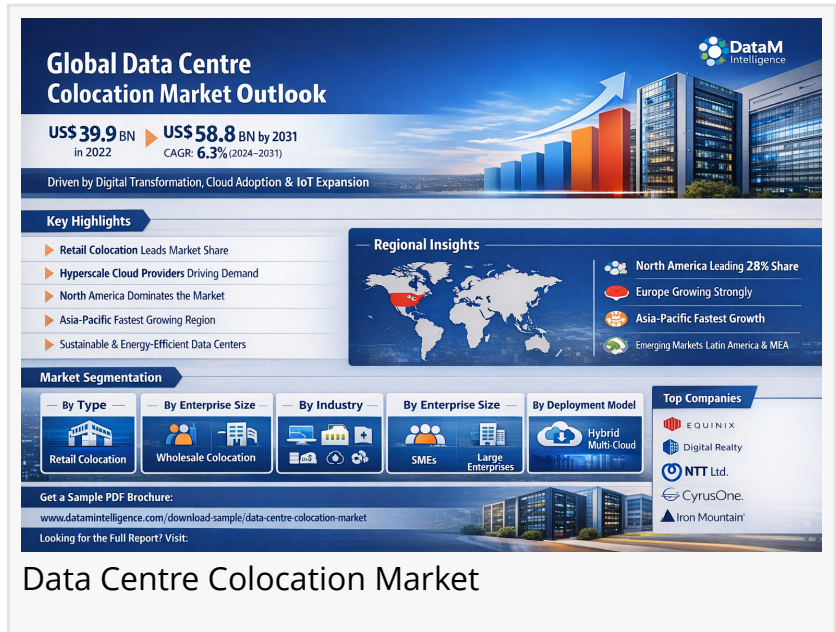 Global Data Centre
Colocation Market Outlook
DataM
Intelligence
US$ 39.9 BN
in 2022
US$ 58.8 BN by 2031
CAGR: 6.3% (2024–2031)
Driven by Digital Transformation, Cloud Adoption & IoT Expansion
Key Highlights
Retail Colocation Leads Market Share
Hyperscale Cloud Providers Driving Demand
North America Dominates the Market
Asia-Pacific Fastest Growing Region
Sustainable & Energy-Efficient Data Centers
Regional Insights
North America Leading 28% Share
Europe Growing Strongly
Asia-Pacific Fastest Growth
Emerging Markets Latin America & MEA
Market Segmentation
By Type
Retail Colocation
By Enterprise Size
Wholesale Colocation
By Industry
By Enterprise Size
SMEs
Large
Enterprises
By Deployment Model
Hybrid
Multi-Cloud
Top Companies
EQUINIX
Digital Realty
NTT Ltd.
CyrusOne.
Iron Mountain
Get a Sample PDF Brochure:
www.datamintelligence.com/download-sample/data-centre-colocation-market
Looking for the Full Report? Visit:
Data Centre Colocation Market